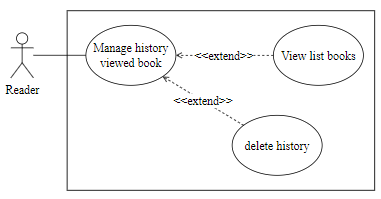 Manage history
viewed book
<<extend>>
View list books
Reader
<<extend>>
delete history